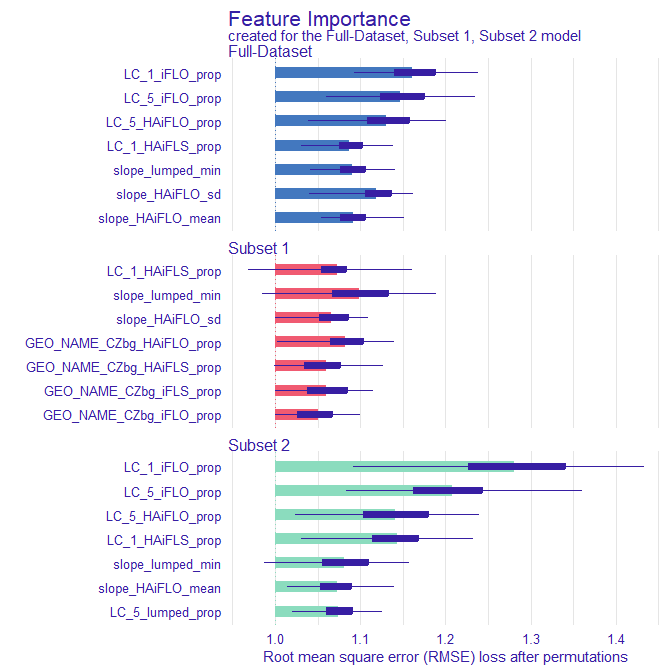 Feature Importance
created for the Full-Dataset, Subset 1, Subset 2 model
Full-Dataset
LC_1_iFLO_prop
LC_5_iFLO_prop
LC_5_HAiFLO_prop
LC_1_HAiFLS_prop
slope_lumped_min
slope_HAiFLO_sd
slope_HAiFLO_mean
Subset 1
LC_1_HAiFLS_prop
slope_lumped_min
slope_HAiFLO_sd
GEO_NAME_CZbg_HAiFLO_prop
GEO_NAME_CZbg_HAiFLS_prop
GEO_NAME_CZbg_iFLS_prop
GEO_NAME_CZbg_iFLO_prop
Subset 2
LC_1_iFLO_prop
LC_5_iFLO_prop
LC_5_HAiFLO_prop
LC_1_HAiFLS_prop
slope_lumped_min
slope_HAiFLO_mean
LC_5_lumped_prop
1.0 1.1 1.2 1.3 1.4
Root mean square error (RMSE) loss after permutations